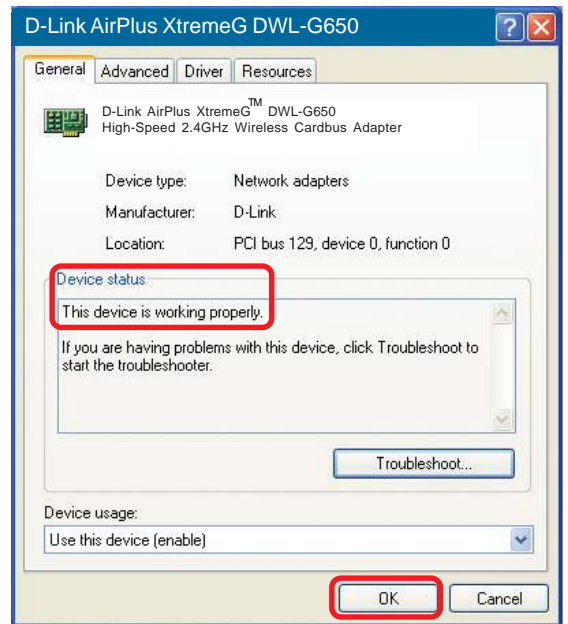 D-Link AirPlus XtremeG DWL-G650
General Advanced Driver Resources
D-Link AirPlus XtremeG™ DWL-G650
High-Speed 2.4GHz Wireless Cardbus Adapter
Device type: Network adapters
Manufacturer: D-Link
Location: PCI bus 129, device 0, function 0
Device status
This device is working properly.
If you are having problems with this device, click Troubleshoot to
start the troubleshooter.
Troubleshoot...
Device usage:
Use this device (enable)
OK Cancel